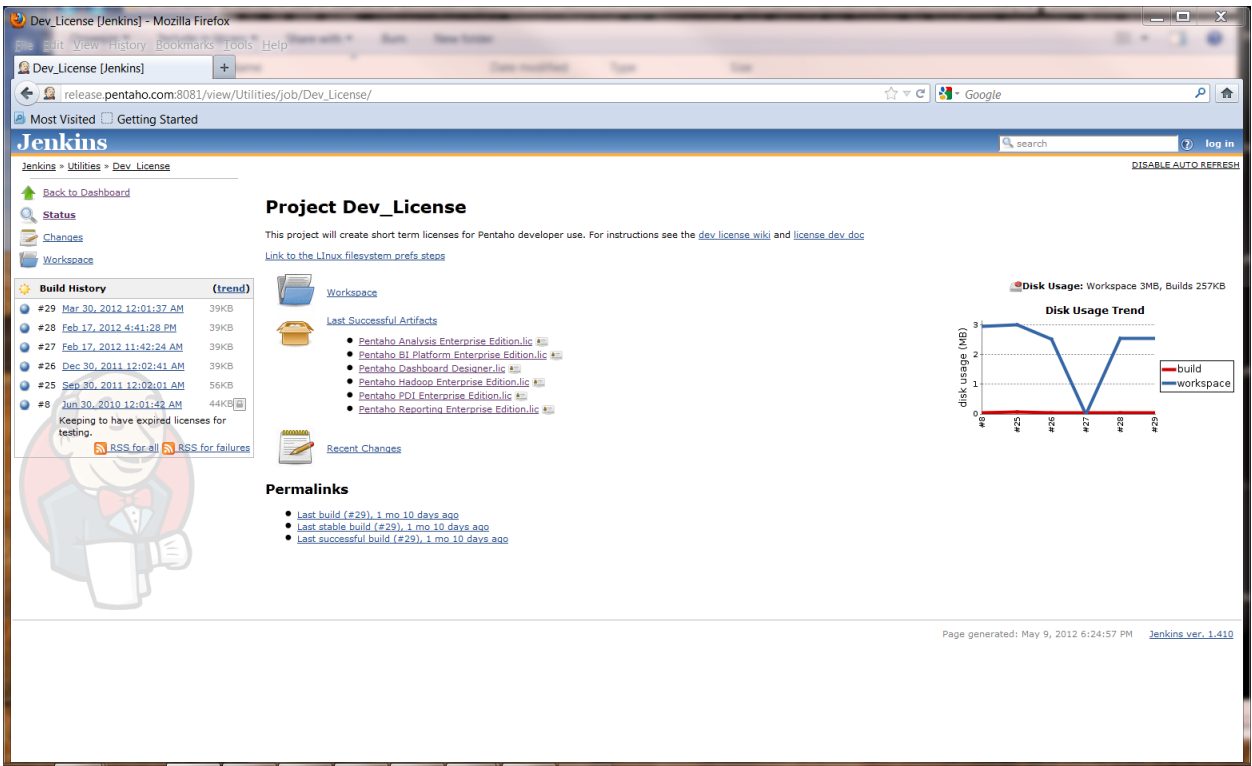 Dev_License [Jenkins] - Mozilla Firefox
File Edit View History Bookmarks Tools Help
Share with Burn New folder
Date modified Type Size
Dev_License [Jenkins] +
release.pentaho.com:8081/view/Utilities/job/Dev_License/
Google
Most Visited Getting Started
Jenkins
search
log in
Jenkins » Utilities » Dev_License
DISABLE AUTO REFRESH
Back to Dashboard
Status
Changes
Workspace
Build History (trend)
#29 Mar 30, 2012 12:01:37 AM 39KB
#28 Feb 17, 2012 4:41:28 PM 39KB
#27 Feb 17, 2012 11:42:24 AM 39KB
#26 Dec 30, 2011 12:02:41 AM 39KB
#25 Sep 30, 2011 12:02:01 AM 56KB
#8 Jun 30, 2010 12:01:42 AM 44KB
Keeping to have expired licenses for
testing.
RSS for all RSS for failures
Project Dev_License
This project will create short term licenses for Pentaho developer use. For instructions see the dev license wiki and license dev doc
Link to the LInux filesystem prefs steps
Workspace
Last Successful Artifacts
Pentaho Analysis Enterprise Edition.lic
Pentaho BI Platform Enterprise Edition.lic
Pentaho Dashboard Designer.lic
Pentaho Hadoop Enterprise Edition.lic
Pentaho PDI Enterprise Edition.lic
Pentaho Reporting Enterprise Edition.lic
Recent Changes
Permalinks
Last build (#29), 1 mo 10 days ago
Last stable build (#29), 1 mo 10 days ago
Last successful build (#29), 1 mo 10 days ago
Disk Usage: Workspace 3MB, Builds 257KB
Disk Usage Trend
disk usage (MB)
3
2
1
0
#8 #25 #26 #27 #28 #29
build
workspace
Page generated: May 9, 2012 6:24:57 PM Jenkins ver. 1.410